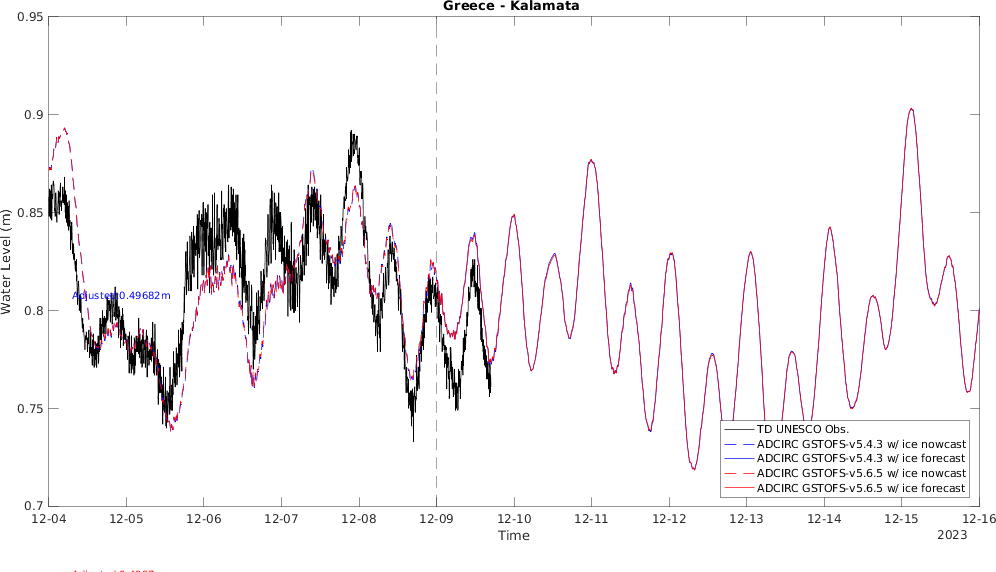 Greece - Kalamata
0.95
0.9
0.85
0.8
0.75
0.7
Water Level (m)
Adjusted 0.49682m
TD UNESCO Obs.
ADCIRC GSTOFS-v5.4.3 w/ ice nowcast
ADCIRC GSTOFS-v5.4.3 w/ ice forecast
ADCIRC GSTOFS-v5.6.5 w/ ice nowcast
ADCIRC GSTOFS-v5.6.5 w/ ice forecast
12-04 12-05 12-06 12-07 12-08 12-09 12-10 12-11 12-12 12-13 12-14 12-15 12-16
Time
2023